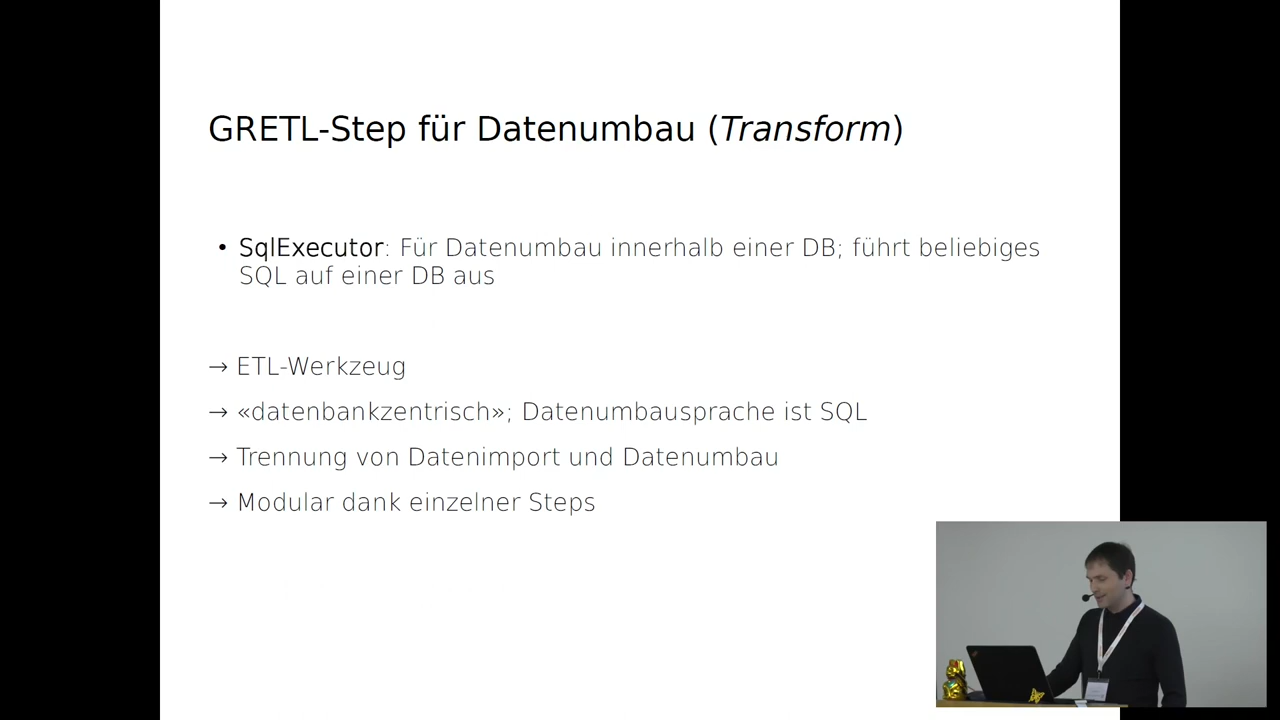 GRETL-Step für Datenumbau (Transform)
• SqlExecutor: Für Datenumbau innerhalb einer DB; führt beliebiges
SQL auf einer DB aus
→ ETL-Werkzeug
→ «datenbankzentrisch»; Datenumbausprache ist SQL
→ Trennung von Datenimport und Datenumbau
→ Modular dank einzelner Steps